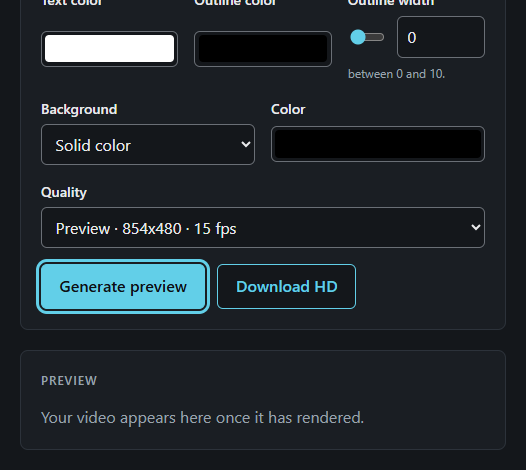 Text color Outline color Outline width
0
between 0 and 10.
Background Color
Solid color
Quality
Preview · 854x480 · 15 fps
Generate preview Download HD
PREVIEW
Your video appears here once it has rendered.